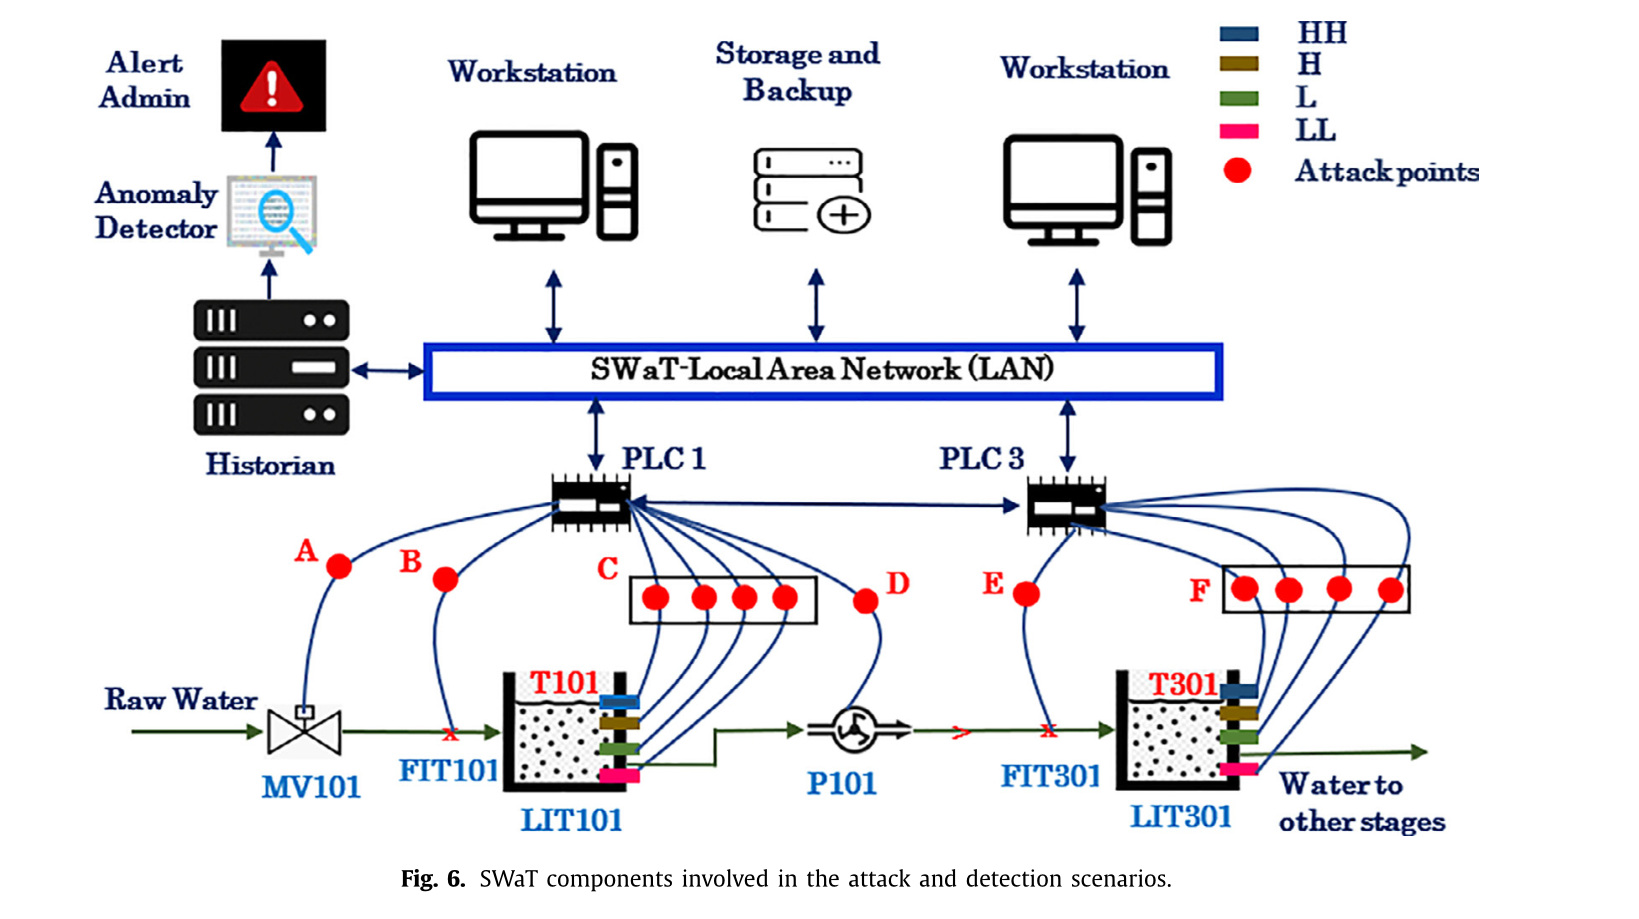 Alert
Admin
Workstation
Storage and
Backup
Workstation
HH
H
L
LL
Attack points
Anomaly
Detector
SWaT-Local Area Network (LAN)
Historian
PLC 1
PLC 3
A
B
C
D
E
F
Raw Water
T101
T301
x
>
x
MV101
FIT101
LIT101
P101
FIT301
LIT301
Water to
other stages
Fig. 6. SWaT components involved in the attack and detection scenarios.